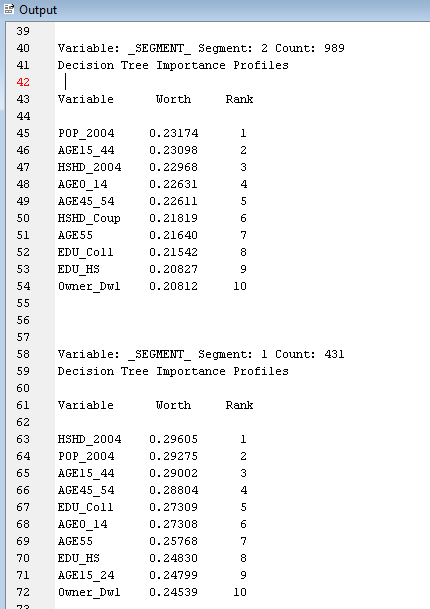 Output
39
40 Variable: _SEGMENT_ Segment: 2 Count: 989
41 Decision Tree Importance Profiles
42
43 Variable Worth Rank
44
45 POP_2004 0.23174 1
46 AGE15_44 0.23098 2
47 HSHD_2004 0.22968 3
48 AGE0_14 0.22631 4
49 AGE45_54 0.22611 5
50 HSHD_Coup 0.21819 6
51 AGE55 0.21640 7
52 EDU_Coll 0.21542 8
53 EDU_HS 0.20827 9
54 Owner_Dwl 0.20812 10
55
56
57
58 Variable: _SEGMENT_ Segment: 1 Count: 431
59 Decision Tree Importance Profiles
60
61 Variable Worth Rank
62
63 HSHD_2004 0.29605 1
64 POP_2004 0.29275 2
65 AGE15_44 0.29002 3
66 AGE45_54 0.28804 4
67 EDU_Coll 0.27309 5
68 AGE0_14 0.27308 6
69 AGE55 0.25768 7
70 EDU_HS 0.24830 8
71 AGE15_24 0.24799 9
72 Owner_Dwl 0.24539 10